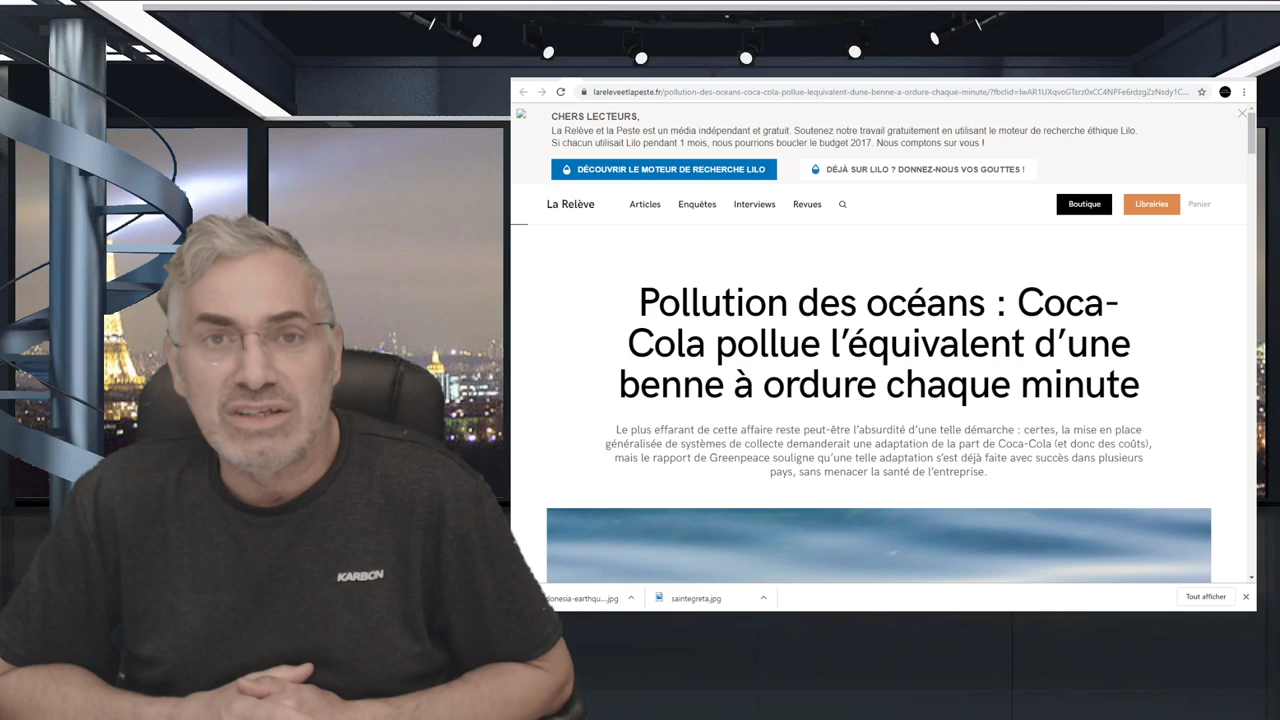 lareleveetlapeste.fr/pollution-des-oceans-coca-cola-pollue-lequivalent-dune-benne-a-ordure-chaque-minute/?fbclid=IwAR1UXqvoGTsrz0xCC4NPFe6rdzgZzNsdy1C...
CHERS LECTEURS,
La Relève et la Peste est un média indépendant et gratuit. Soutenez notre travail gratuitement en utilisant le moteur de recherche éthique Lilo.
Si chacun utilisait Lilo pendant 1 mois, nous pourrions boucler le budget 2017. Nous comptons sur vous !
DÉCOUVRIR LE MOTEUR DE RECHERCHE LILO
DÉJÀ SUR LILO ? DONNEZ-NOUS VOS GOUTTES !
La Relève Articles Enquêtes Interviews Revues Boutique Librairies Panier
Pollution des océans : Coca-
Cola pollue l'équivalent d'une
benne à ordure chaque minute
Le plus effarant de cette affaire reste peut-être l'absurdité d'une telle démarche : certes, la mise en place
généralisée de systèmes de collecte demanderait une adaptation de la part de Coca-Cola (et donc des coûts),
mais le rapport de Greenpeace souligne qu'une telle adaptation s'est déjà faite avec succès dans plusieurs
pays, sans menacer la santé de l'entreprise.
KARBON
donesia-earthqu....jpg saintegreta.jpg Tout afficher